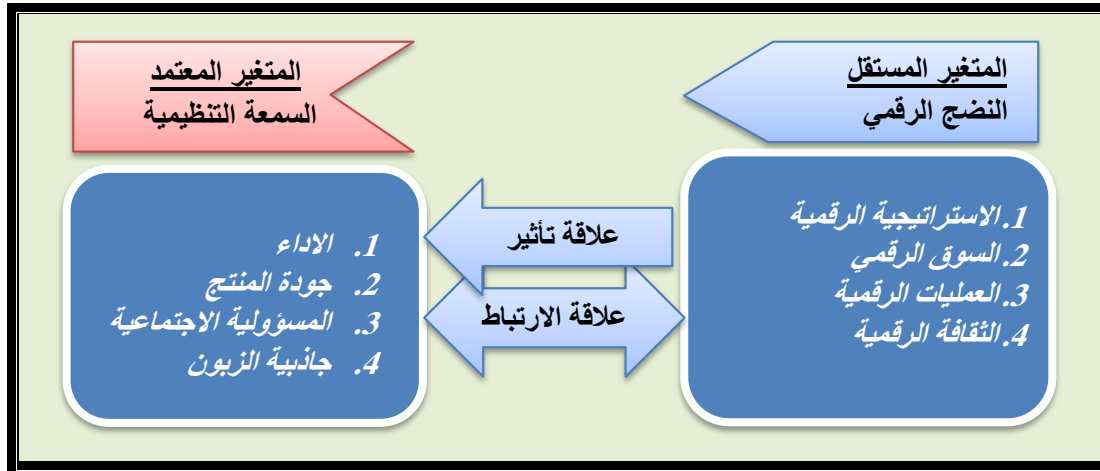 المتغير المستقل
النضج الرقمي
المتغير المعتمد
السمعة التنظيمية
1. الاستراتيجية الرقمية
2. السوق الرقمي
3. العمليات الرقمية
4. الثقافة الرقمية
علاقة تأثير
علاقة الارتباط
1. الاداء
2. جودة المنتج
3. المسؤولية الاجتماعية
4. جاذبية الزبون